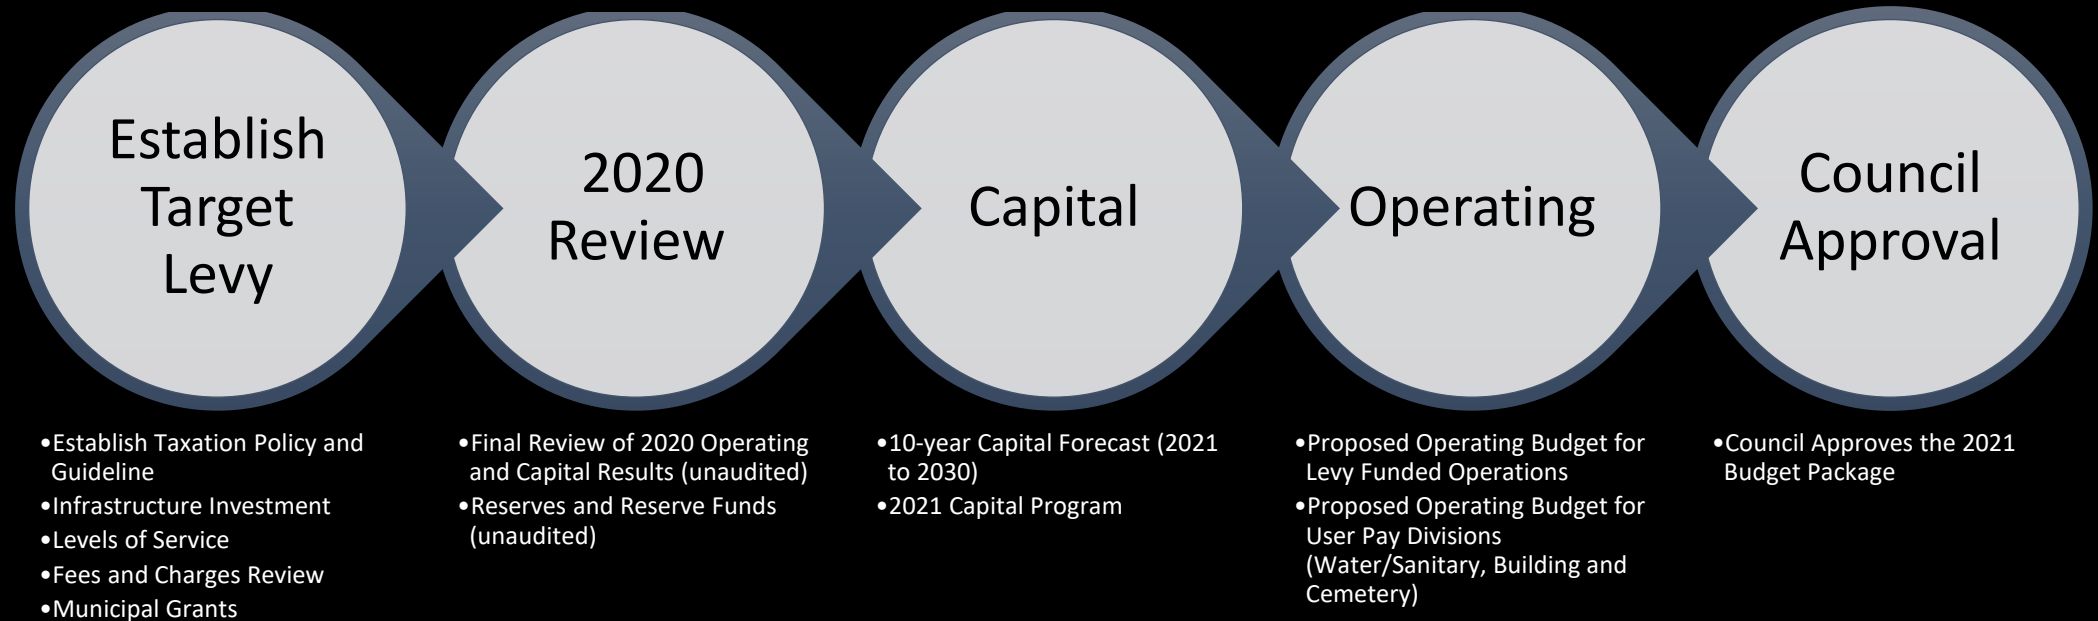 Establish
Target
Levy
•Establish Taxation Policy and
Guideline
•Infrastructure Investment
•Levels of Service
•Fees and Charges Review
•Municipal Grants
2020
Review
•Final Review of 2020 Operating
and Capital Results (unaudited)
•Reserves and Reserve Funds
(unaudited)
Capital
•10-year Capital Forecast (2021
to 2030)
•2021 Capital Program
Operating
•Proposed Operating Budget for
Levy Funded Operations
•Proposed Operating Budget for
User Pay Divisions
(Water/Sanitary, Building and
Cemetery)
Council
Approval
•Council Approves the 2021
Budget Package